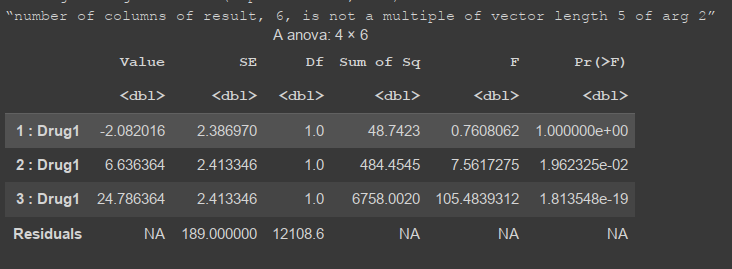 "number of columns of result, 6, is not a multiple of vector length 5 of arg 2”
A anova: 4 × 6
Value SE Df Sum of Sq F Pr(>F)
<dbl> <dbl> <dbl> <dbl> <dbl> <dbl>
1 : Drug1 -2.082016 2.386970 1.0 48.7423 0.7608062 1.000000e+00
2 : Drug1 6.636364 2.413346 1.0 484.4545 7.5617275 1.962325e-02
3 : Drug1 24.786364 2.413346 1.0 6758.0020 105.4839312 1.813548e-19
Residuals NA 189.000000 12108.6 NA NA NA